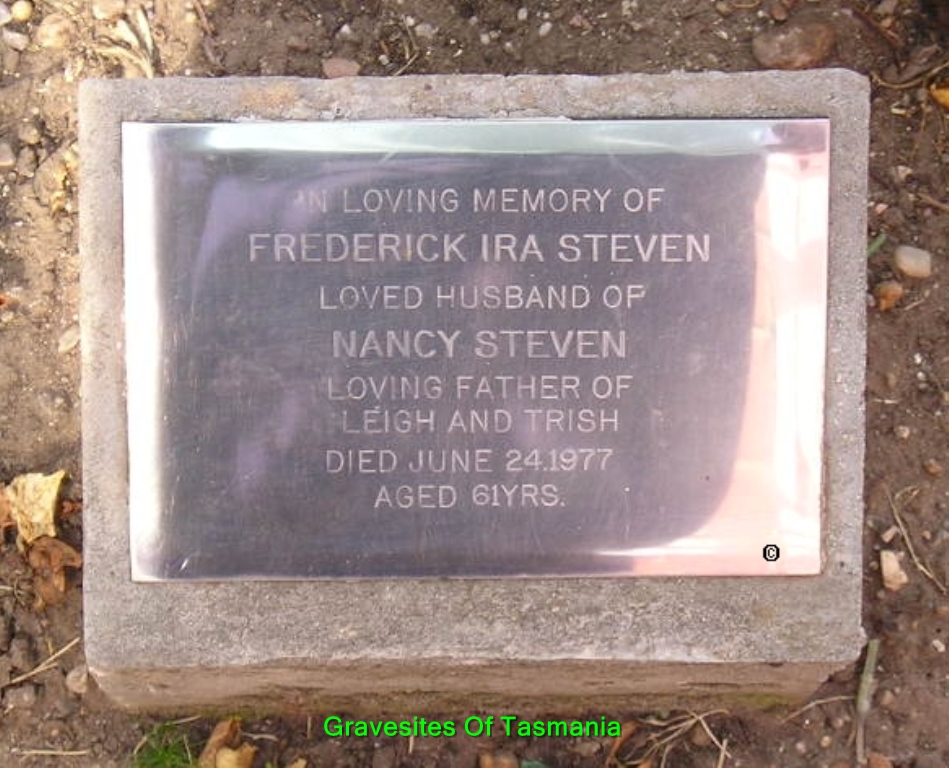 IN LOVING MEMORY OF
FREDERICK IRA STEVEN
LOVED HUSBAND OF
NANCY STEVEN
LOVING FATHER OF
LEIGH AND TRISH
DIED JUNE 24.1977
AGED 61YRS.
©
Gravesites Of Tasmania